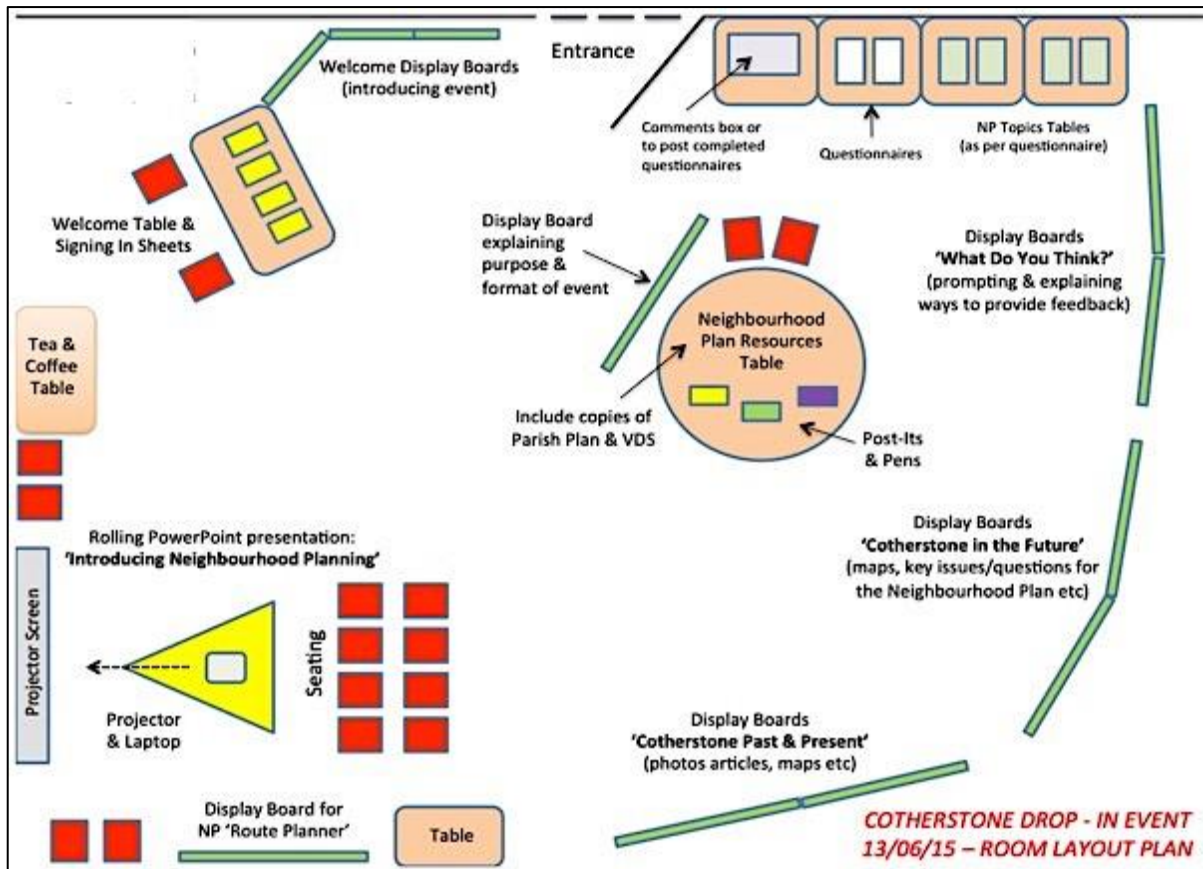 Entrance
Welcome Display Boards
(introducing event)
Comments box or
to post completed
questionnaires
Questionnaires
NP Topics Tables
(as per questionnaire)
Welcome Table &
Signing In Sheets
Display Board
explaining
purpose &
format of event
Display Boards
‘What Do You Think?’
(prompting & explaining
ways to provide feedback)
Tea &
Coffee
Table
Neighbourhood
Plan Resources
Table
Include copies of
Parish Plan & VDS
Post-Its
& Pens
Rolling PowerPoint presentation:
‘Introducing Neighbourhood Planning’
Display Boards
‘Cotherstone in the Future’
(maps, key issues/questions for
the Neighbourhood Plan etc)
Projector Screen
Seating
Projector
& Laptop
Display Boards
‘Cotherstone Past & Present’
(photos articles, maps etc)
Display Board for
NP ‘Route Planner’
Table
COTHERSTONE DROP - IN EVENT
13/06/15 – ROOM LAYOUT PLAN